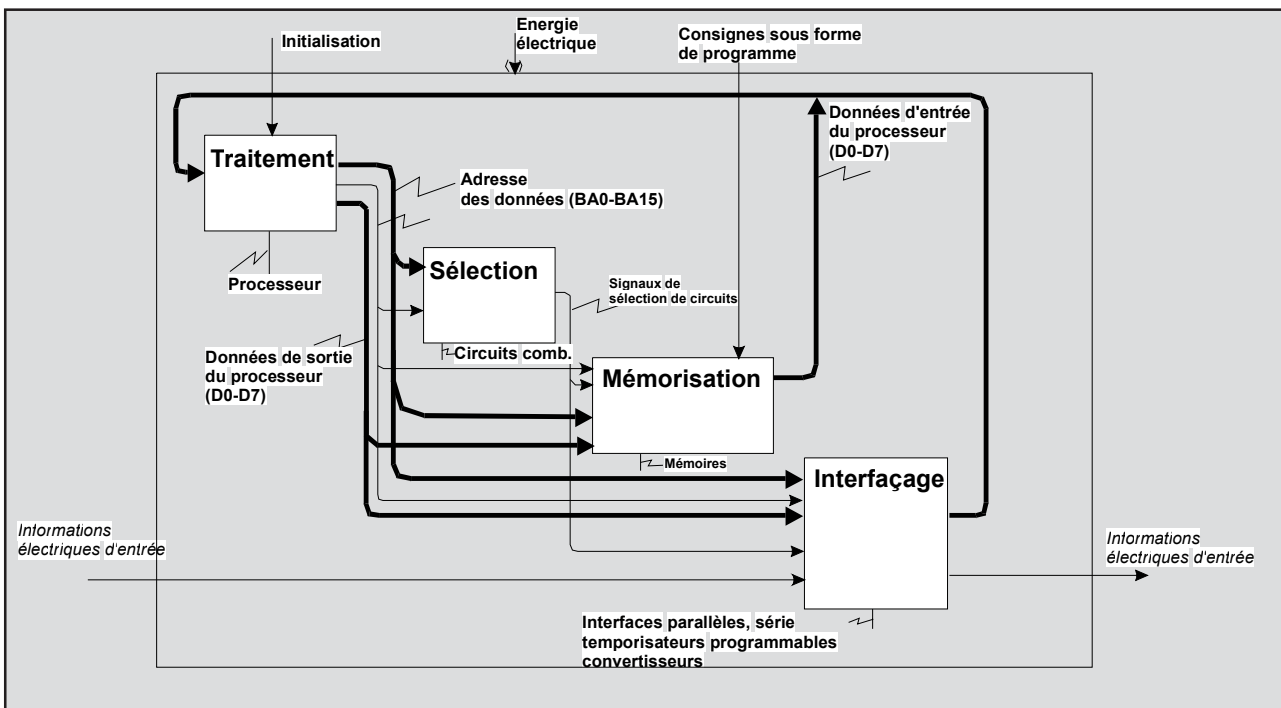 Initialisation
Energie
électrique
Consignes sous forme
de programme
Données d'entrée
du processeur
(D0-D7)
Traitement
Adresse
des données (BA0-BA15)
Processeur
Sélection
Signaux de
sélection de circuits
Circuits comb.
Données de sortie
du processeur
(D0-D7)
Mémorisation
Mémoires
Interfaçage
Informations
électriques d'entrée
Informations
électriques d'entrée
Interfaces parallèles, série
temporisateurs programmables
convertisseurs